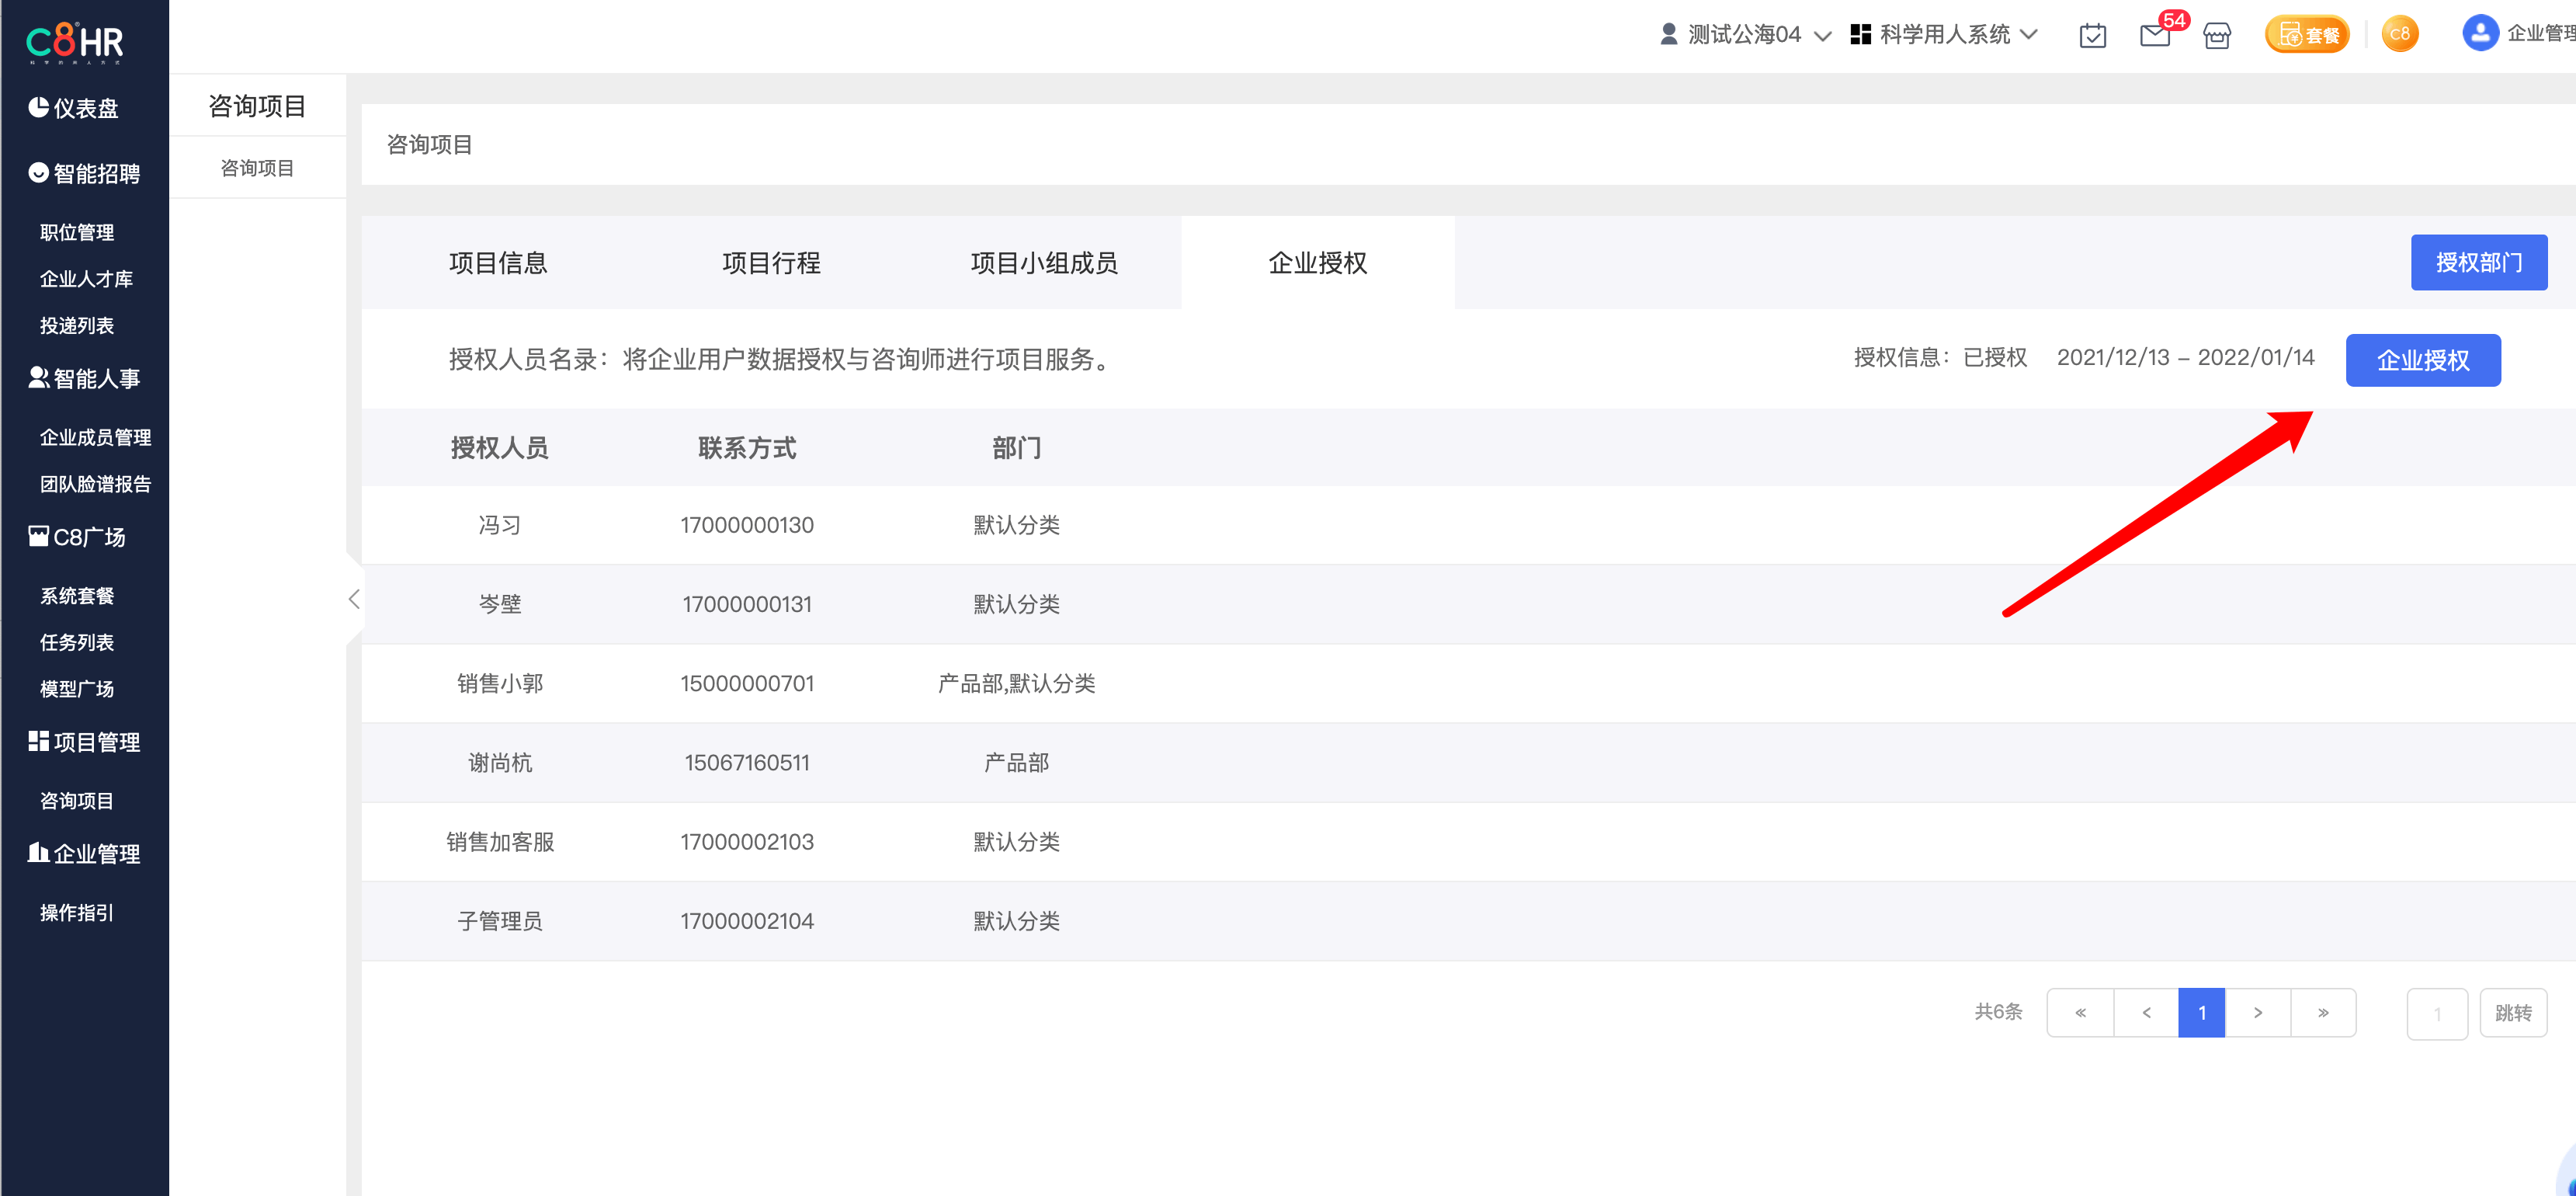 C8HR
科学的用人方式
测试公海04
科学用人系统
54
套餐
C8
企业管理
仪表盘
智能招聘
职位管理
企业人才库
投递列表
智能人事
企业成员管理
团队脸谱报告
C8广场
系统套餐
任务列表
模型广场
项目管理
咨询项目
企业管理
操作指引
咨询项目
咨询项目
咨询项目
项目信息 项目行程 项目小组成员 企业授权 授权部门
授权人员名录：将企业用户数据授权与咨询师进行项目服务。 授权信息：已授权 2021/12/13 – 2022/01/14 企业授权
授权人员 联系方式 部门
冯习 17000000130 默认分类
岑壁 17000000131 默认分类
销售小郭 15000000701 产品部,默认分类
谢尚杭 15067160511 产品部
销售加客服 17000002103 默认分类
子管理员 17000002104 默认分类
共6条 « < 1 > » 1 跳转